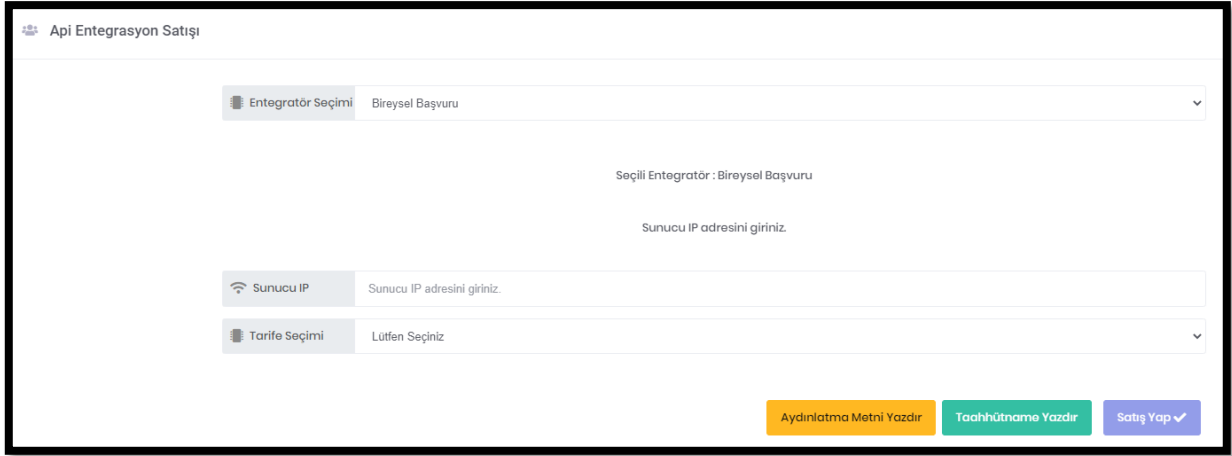 Api Entegrasyon Satışı
Entegratör Seçimi Bireysel Başvuru
Seçili Entegratör : Bireysel Başvuru
Sunucu IP adresini giriniz.
Sunucu IP Sunucu IP adresini giriniz.
Tarife Seçimi Lütfen Seçiniz
Aydınlatma Metni Yazdır Taahhütname Yazdır Satış Yap